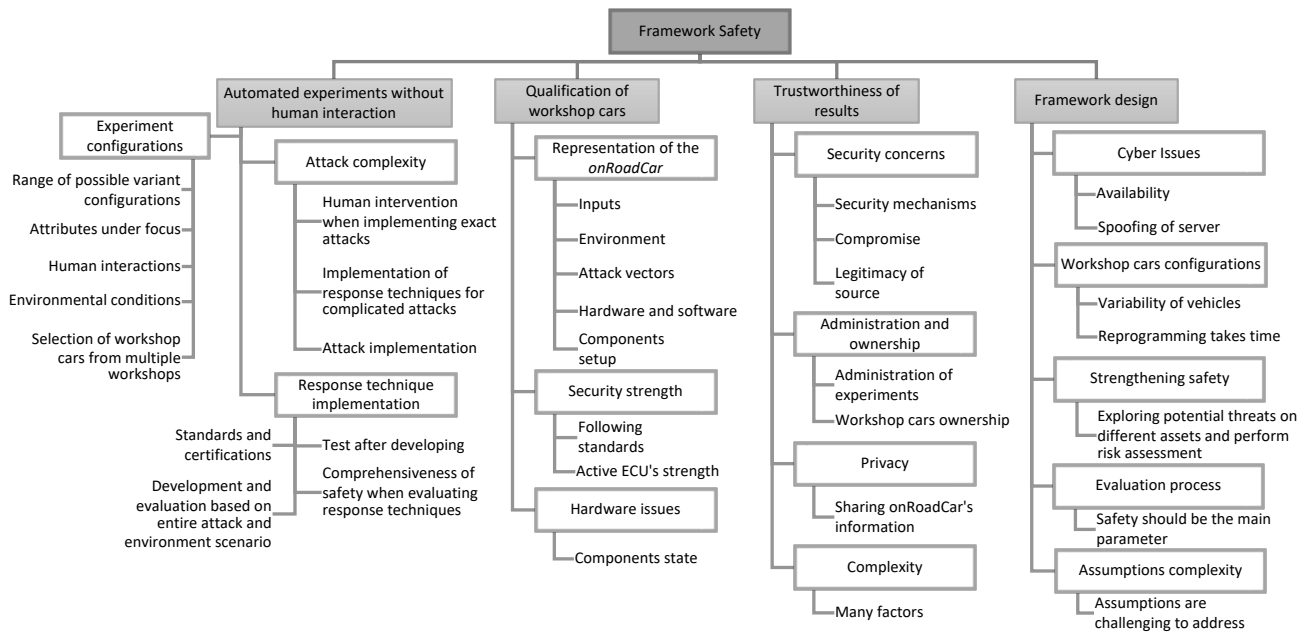 Framework Safety
Automated experiments without
human interaction
Experiment
configurations
Range of possible variant
configurations
Attributes under focus
Human interactions
Environmental conditions
Selection of workshop
cars from multiple
workshops
Attack complexity
Human intervention
when implementing exact
attacks
Implementation of
response techniques for
complicated attacks
Attack implementation
Response technique
implementation
Standards and
certifications
Development and
evaluation based on
entire attack and
environment scenario
Test after developing
Comprehensiveness of
safety when evaluating
response techniques
Qualification of
workshop cars
Representation of the
onRoadCar
Inputs
Environment
Attack vectors
Hardware and software
Components
setup
Security strength
Following
standards
Active ECU's strength
Hardware issues
Components state
Trustworthiness of
results
Security concerns
Security mechanisms
Compromise
Legitimacy of
source
Administration and
ownership
Administration of
experiments
Workshop cars ownership
Privacy
Sharing onRoadCar's
information
Complexity
Many factors
Framework design
Cyber Issues
Availability
Spoofing of server
Workshop cars configurations
Variability of vehicles
Reprogramming takes time
Strengthening safety
Exploring potential threats on
different assets and perform
risk assessment
Evaluation process
Safety should be the main
parameter
Assumptions complexity
Assumptions are
challenging to address